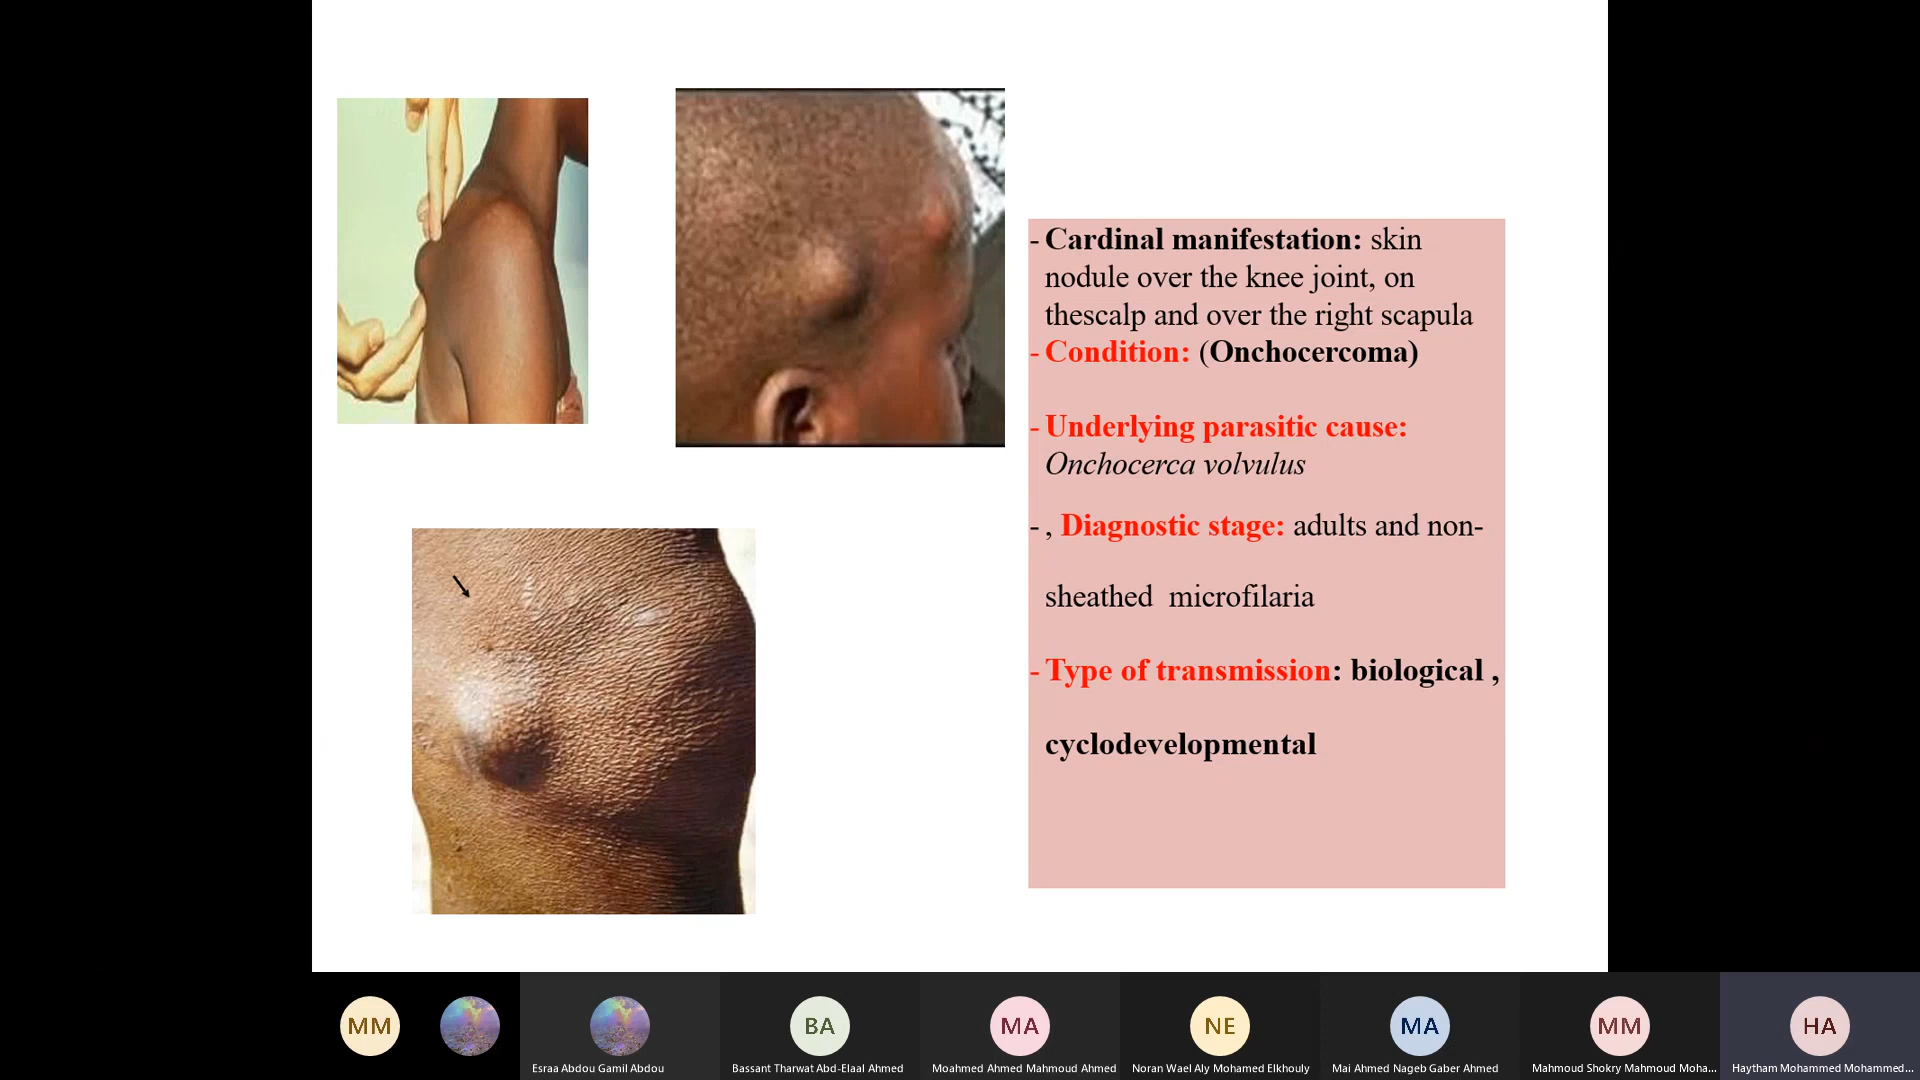 - Cardinal manifestation: skin
nodule over the knee joint, on
thescalp and over the right scapula
- Condition: (Onchocercoma)
- Underlying parasitic cause:
Onchocerca volvulus
- , Diagnostic stage: adults and non-
sheathed microfilaria
- Type of transmission: biological ,
cyclodevelopmental
MM
BA
MA
NE
MA
MM
HA
Esraa Abdou Gamil Abdou
Bassant Tharwat Abd-Elaal Ahmed
Moahmed Ahmed Mahmoud Ahmed
Noran Wael Aly Mohamed Elkhouly
Mai Ahmed Nageb Gaber Ahmed
Mahmoud Shokry Mahmoud Moha...
Haytham Mohammed Mohammed...